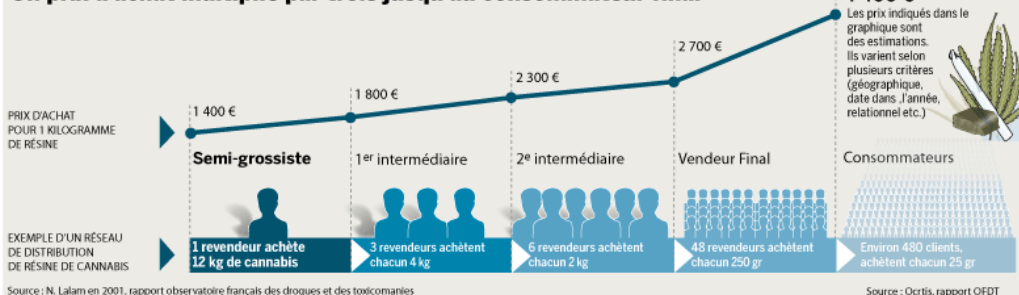 PRIX D'ACHAT
POUR 1 KILOGRAMME
DE RÉSINE
1 400 €
1 800 €
2 300 €
2 700 €
Les prix indiqués dans le
graphique sont
des estimations.
Ils varient selon
plusieurs critères
(géographique,
date dans ,l'année,
relationnel etc.)
Semi-grossiste
1er intermédiaire
2e intermédiaire
Vendeur Final
Consommateurs
EXEMPLE D'UN RÉSEAU
DE DISTRIBUTION
DE RÉSINE DE CANNABIS
1 revendeur achète
12 kg de cannabis
3 revendeurs achètent
chacun 4 kg
6 revendeurs achètent
chacun 2 kg
48 revendeurs achètent
chacun 250 gr
Environ 480 clients,
achètent chacun 25 gr
Source : N. Lalam en 2001, rapport observatoire français des drogues et des toxicomanies
Source : Ocrtis, rapport OFDT